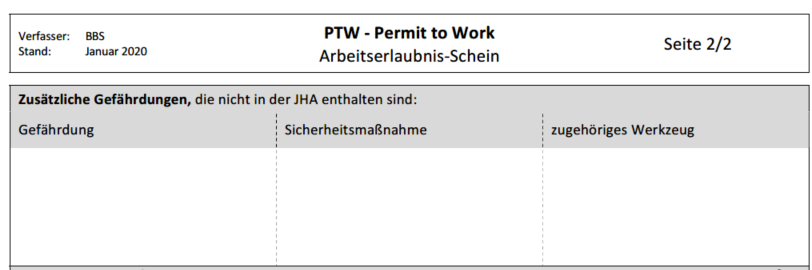 Verfasser: BBS
Stand: Januar 2020
PTW - Permit to Work
Arbeitserlaubnis-Schein
Seite 2/2
Zusätzliche Gefährdungen, die nicht in der JHA enthalten sind:
Gefährdung Sicherheitsmaßnahme zugehöriges Werkzeug